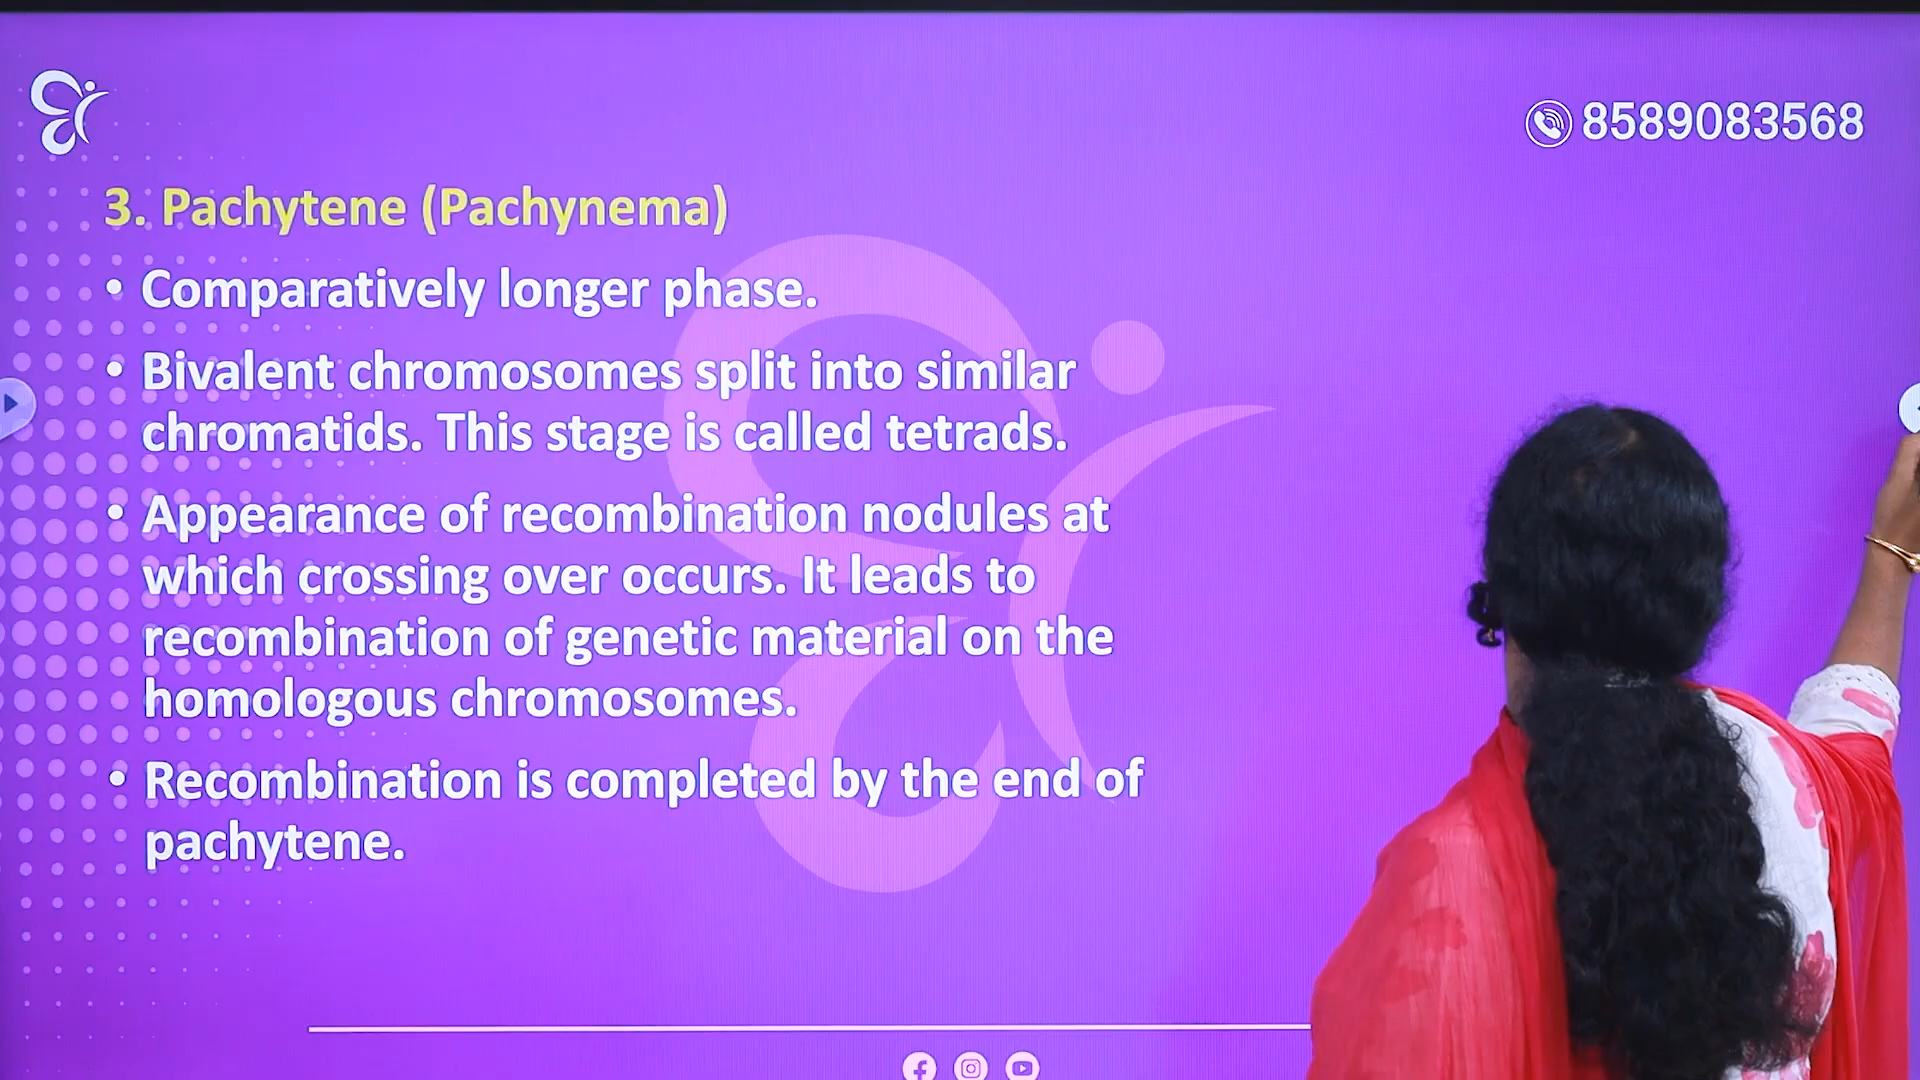 8589083568
3. Pachytene (Pachynema)
• Comparatively longer phase.
• Bivalent chromosomes split into similar
chromatids. This stage is called tetrads.
• Appearance of recombination nodules at
which crossing over occurs. It leads to
recombination of genetic material on the
homologous chromosomes.
• Recombination is completed by the end of
pachytene.